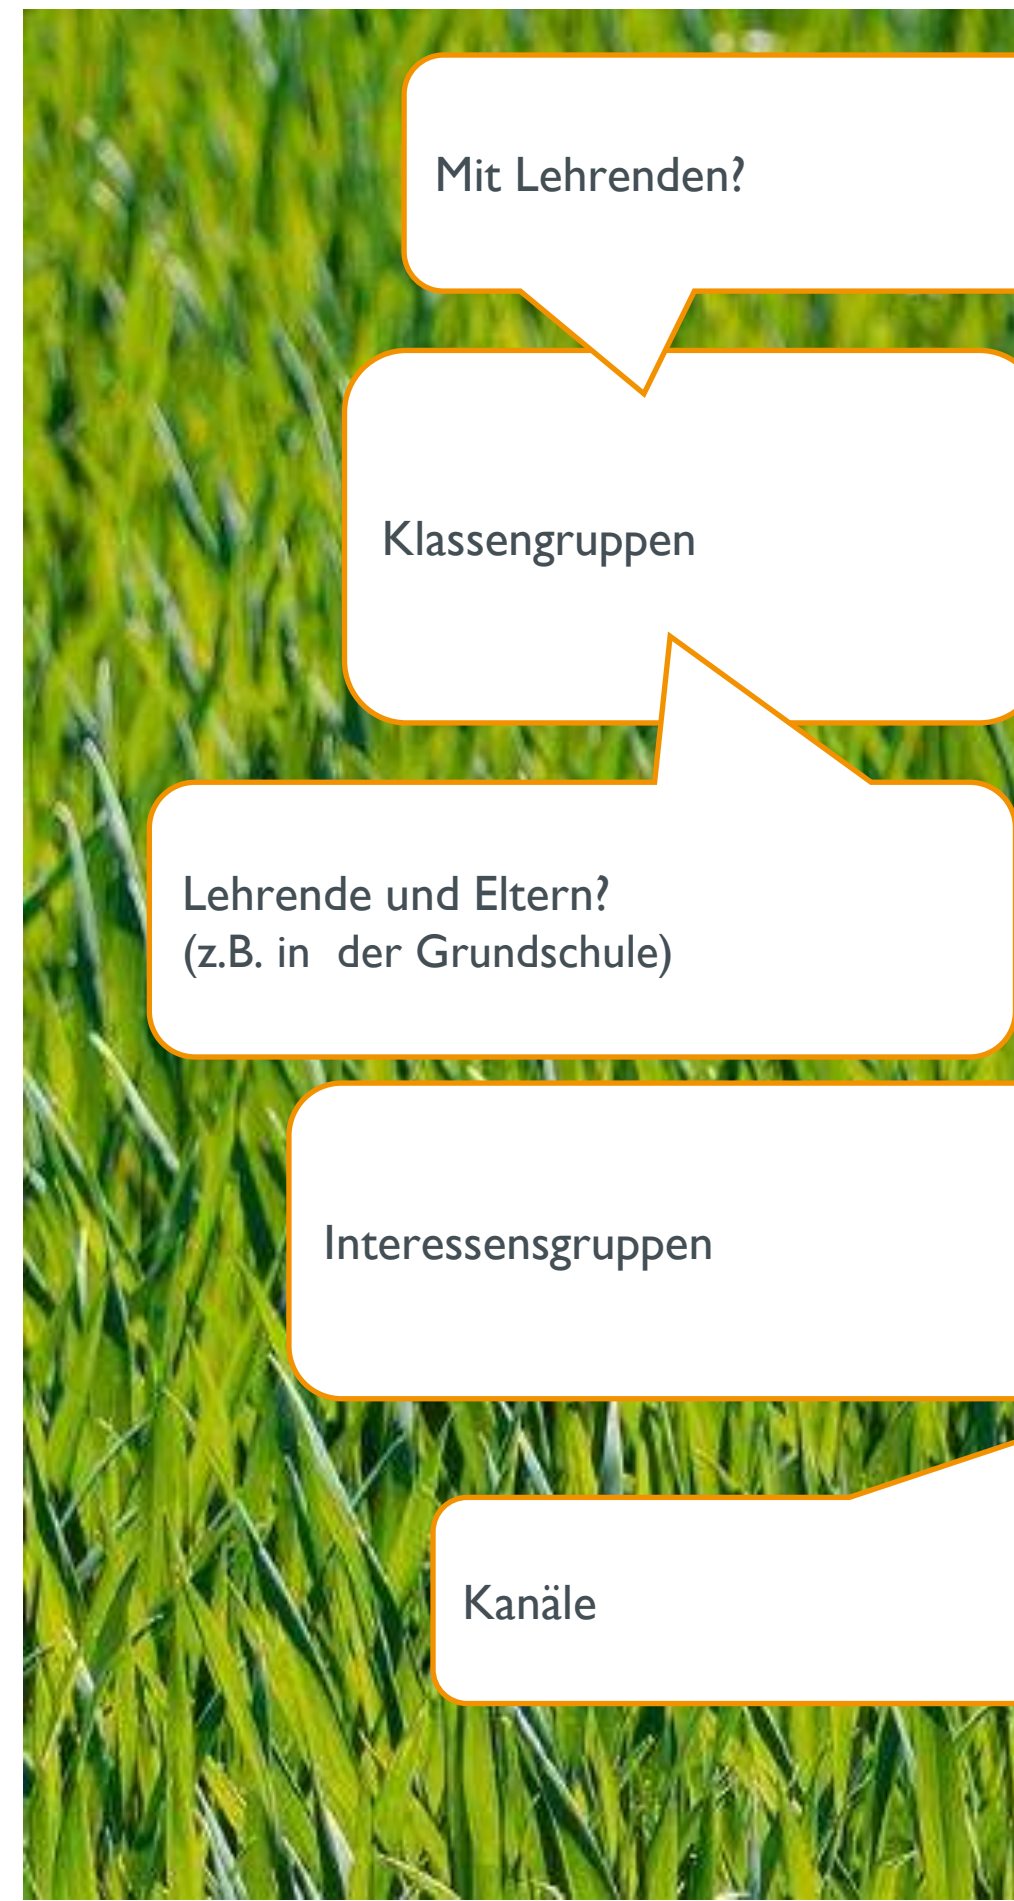 Mit Lehrenden?
Klassengruppen
Lehrende und Eltern?
(z.B. in  der Grundschule)
Interessensgruppen
Kanäle